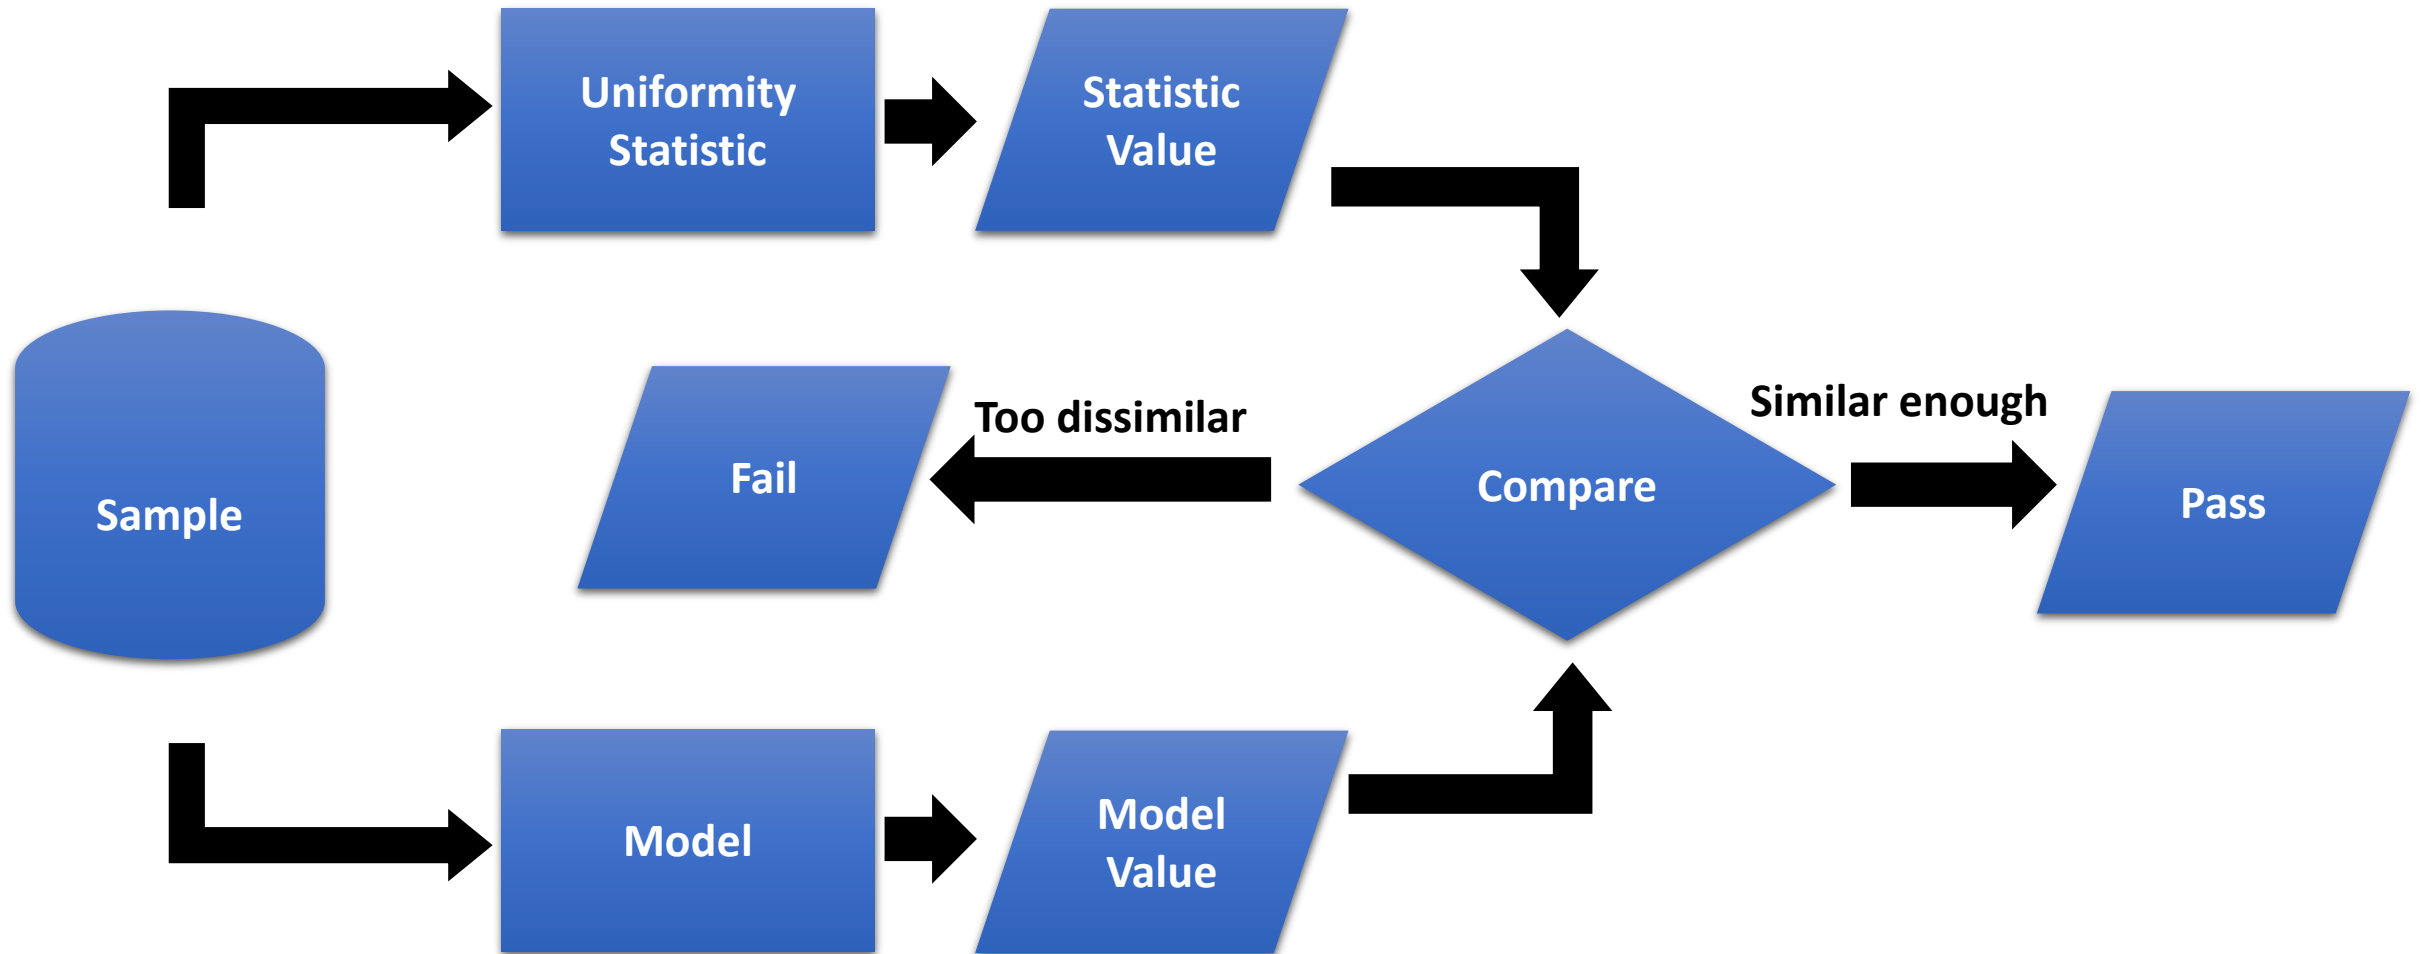 Uniformity
Statistic
Statistic
Value
Sample
Fail
Too dissimilar
Compare
Similar enough
Pass
Model
Model
Value